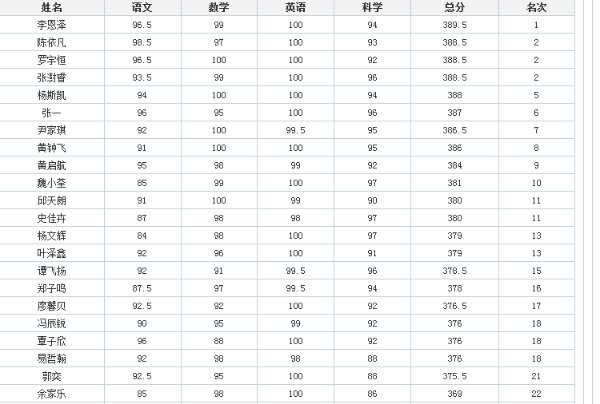 姓名 语文 数学 英语 科学 总分 名次
李恩泽 96.5 99 100 94 389.5 1
陈依凡 98.5 97 100 93 388.5 2
罗宇恒 96.5 100 100 92 388.5 2
张澍睿 93.5 99 100 96 388.5 2
杨斯凯 94 100 100 94 388 5
张一 96 95 100 96 387 6
尹家琪 92 100 99.5 95 386.5 7
黄钟飞 91 100 100 95 386 8
黄启航 95 98 99 92 384 9
魏小荃 85 99 100 97 381 10
邱天朗 91 100 99 90 380 11
史佳卉 87 98 98 97 380 11
杨文辉 84 98 100 97 379 13
叶泽鑫 92 96 100 91 379 13
谭飞扬 92 91 99.5 96 378.5 15
郑子鸣 87.5 97 99.5 94 378 16
廖馨贝 92.5 92 100 92 376.5 17
冯辰锐 90 95 99 92 376 18
覃子欣 96 88 100 92 376 18
易哲翰 92 98 98 88 376 18
郭奕 92.5 95 100 88 375.5 21
余家乐 85 98 100 86 369 22